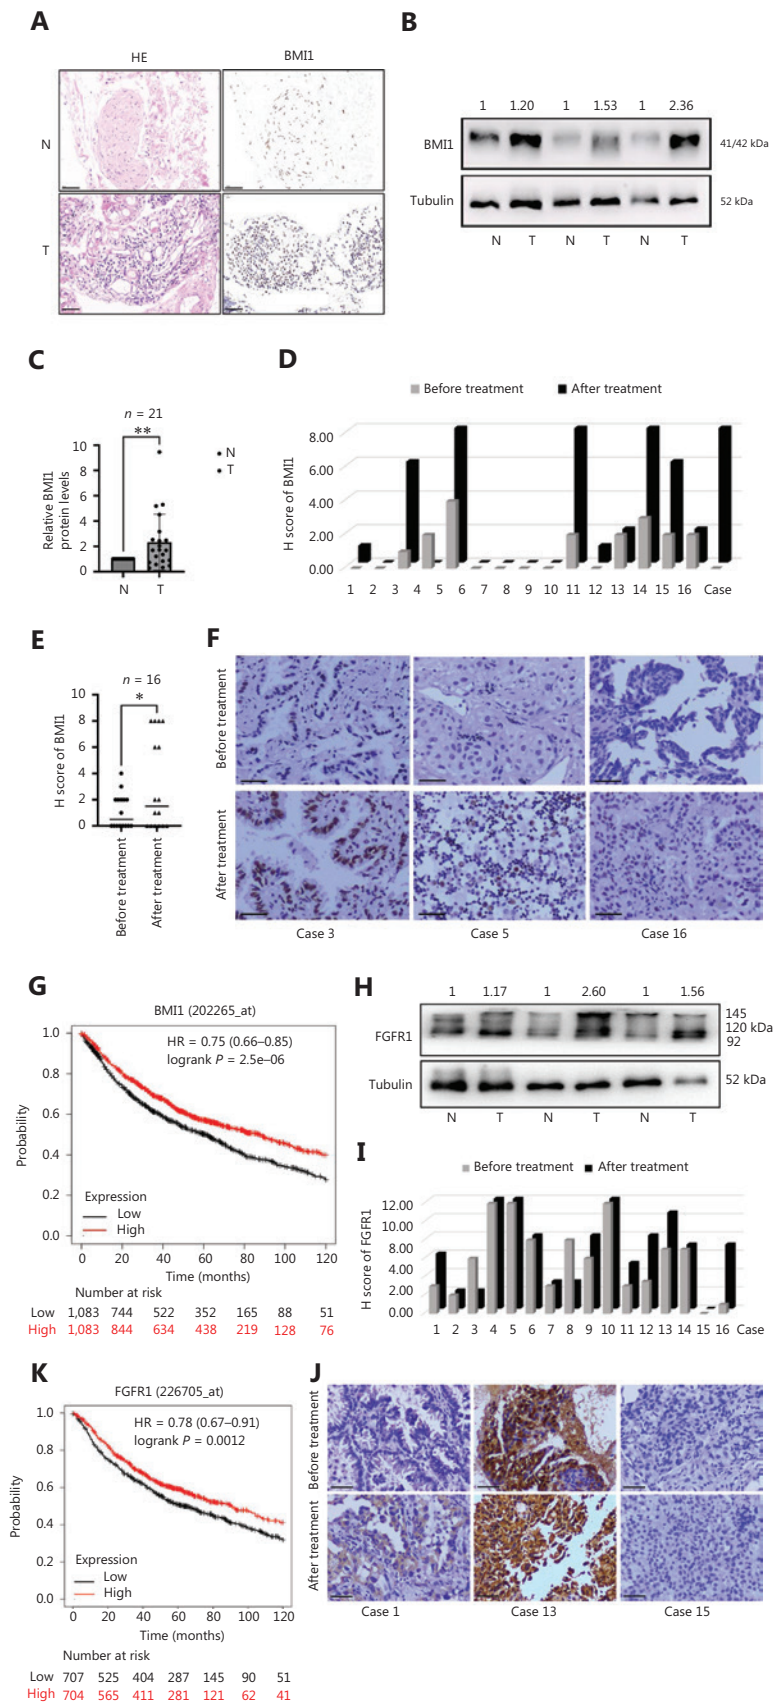 A
HE
BMI1
N
T
B
1 1.20 1 1.53 1 2.36
BMI1
41/42 kDa
Tubulin
52 kDa
N T N T N T
C
n = 21
**
Relative BMI1
protein levels
10
8
6
4
2
0
N T
N
T
D
Before treatment
After treatment
H score of BMI1
8.00
6.00
4.00
2.00
0.00
1 2 3 4 5 6 7 8 9 10 11 12 13 14 15 16 Case
E
n = 16
*
H score of BMI1
10
8
6
4
2
0
Before treatment
After treatment
F
Before treatment
After treatment
Case 3
Case 5
Case 16
G
BMI1 (202265_at)
HR = 0.75 (0.66–0.85)
logrank P = 2.5e–06
Probability
1.0
0.8
0.6
0.4
0.2
0.0
Expression
Low
High
0 20 40 60 80 100 120
Time (months)
Number at risk
Low 1,083 744 522 352 165 88 51
High 1,083 844 634 438 219 128 76
H
1 1.17 1 2.60 1 1.56
FGFR1
145
120 kDa
92
Tubulin
52 kDa
N T N T N T
I
Before treatment
After treatment
H score of FGFR1
12.00
10.00
8.00
4.00
2.00
0.00
1 2 3 4 5 6 7 8 9 10 11 12 13 14 15 16 Case
K
FGFR1 (226705_at)
HR = 0.78 (0.67–0.91)
logrank P = 0.0012
Probability
1.0
0.8
0.6
0.4
0.2
0.0
Expression
Low
High
0 20 40 60 80 100 120
Time (months)
Number at risk
Low 707 525 404 287 145 90 51
High 704 565 411 281 121 62 41
J
Before treatment
After treatment
Case 1
Case 13
Case 15